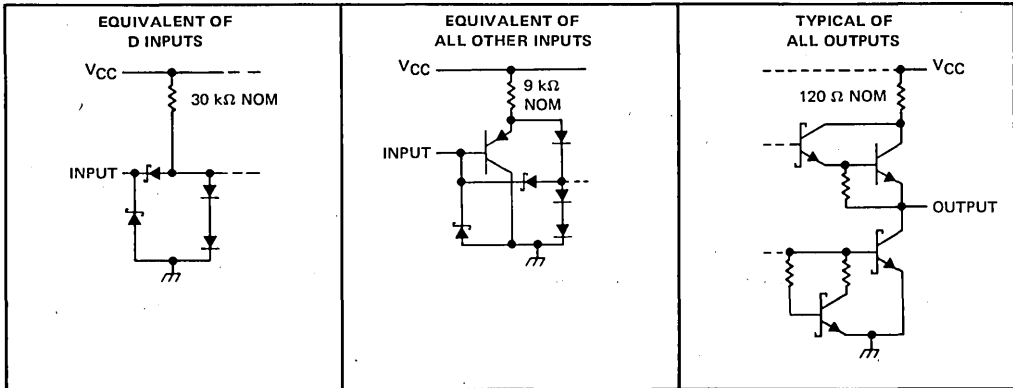 EQUIVALENT OF
D INPUTS
VCC
30 kΩ NOM
INPUT
EQUIVALENT OF
ALL OTHER INPUTS
VCC
9 kΩ
NOM
INPUT
TYPICAL OF
ALL OUTPUTS
VCC
120 Ω NOM
OUTPUT